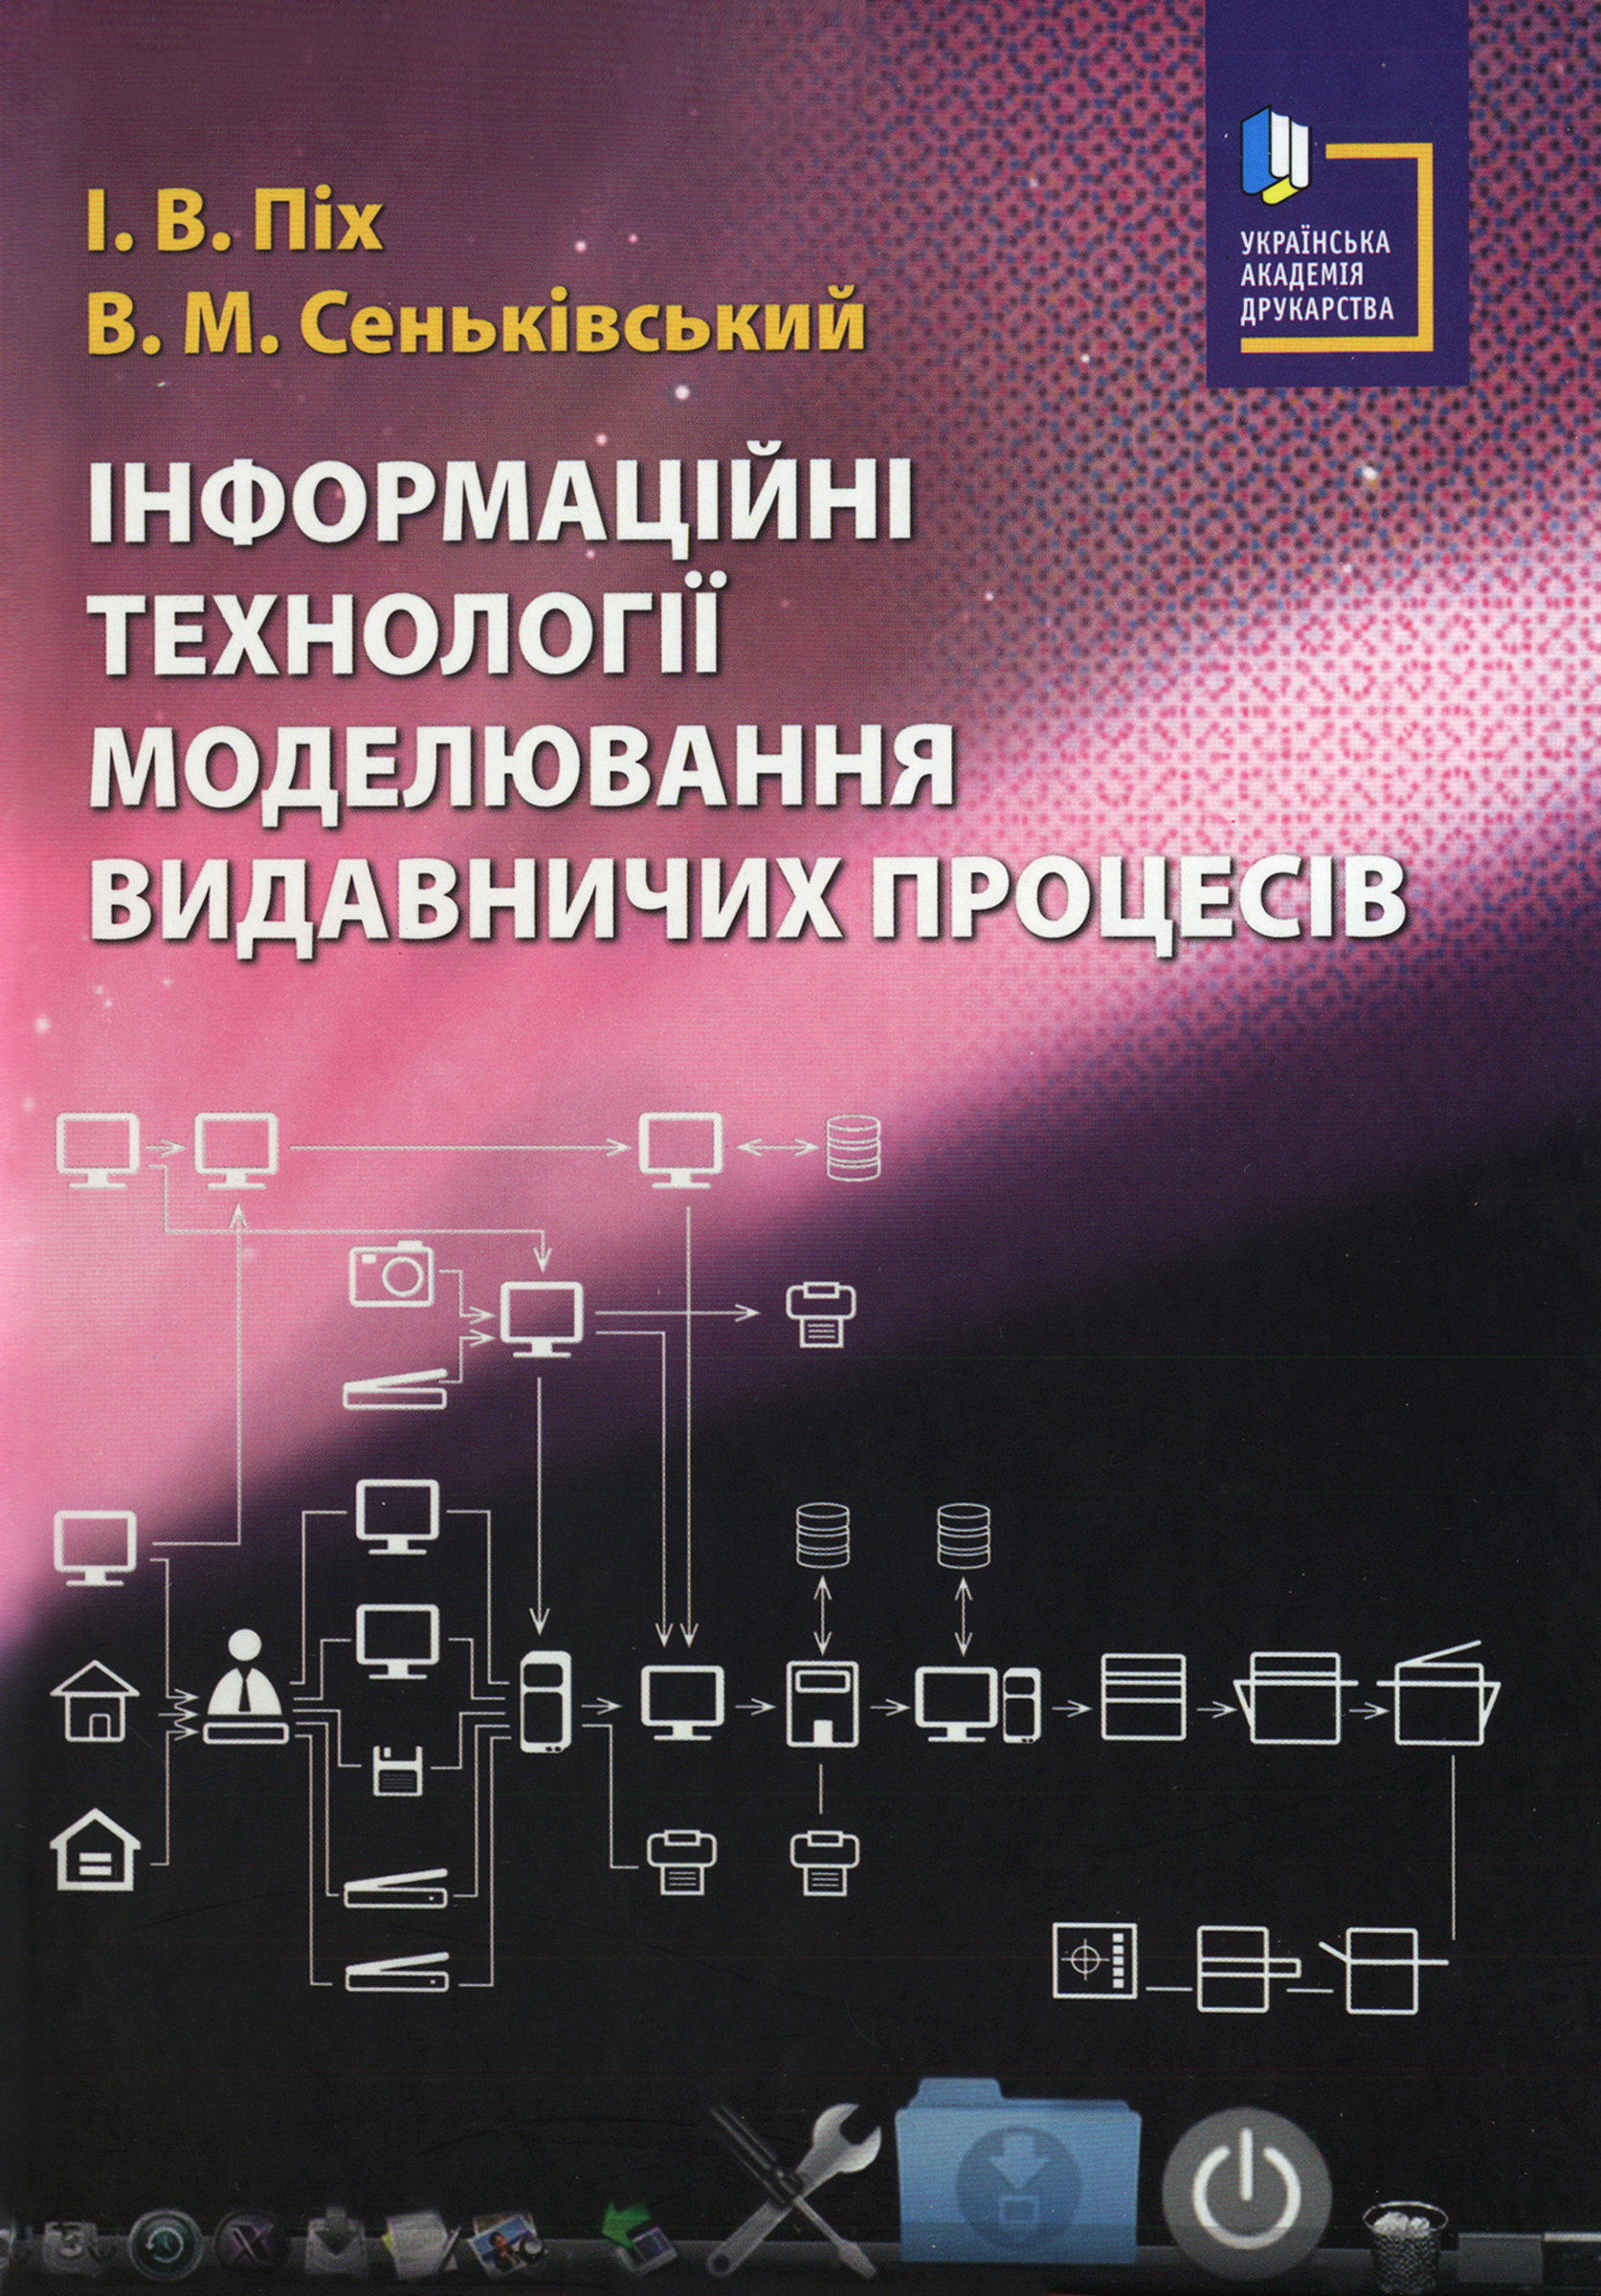 І. В. Піх
В. М. Сеньківський
УКРАЇНСЬКА
АКАДЕМІЯ
ДРУКАРСТВА
ІНФОРМАЦІЙНІ
ТЕХНОЛОГІЇ
МОДЕЛЮВАННЯ
ВИДАВНИЧИХ ПРОЦЕСІВ